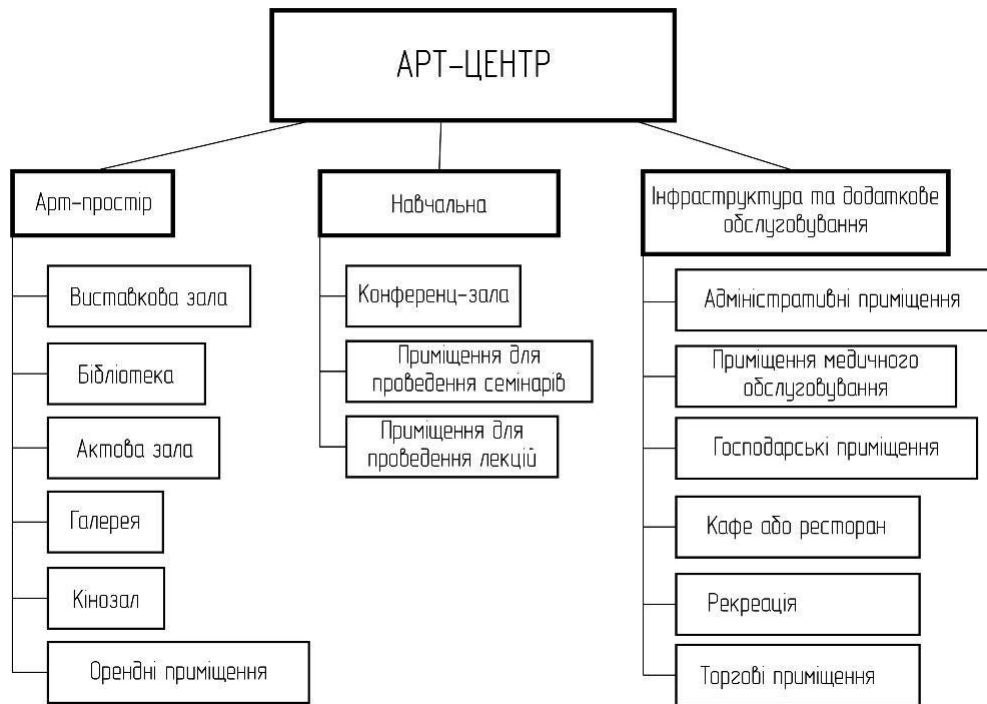 АРТ-ЦЕНТР
Арт-простір
Виставкова зала
Бібліотека
Актова зала
Галерея
Кінозал
Орендні приміщення
Навчальна
Конференц-зала
Приміщення для
проведення семінарів
Приміщення для
проведення лекцій
Інфраструктура та додаткове
обслуговування
Адміністративні приміщення
Приміщення медичного
обслуговування
Господарські приміщення
Кафе або ресторан
Рекреація
Торгові приміщення